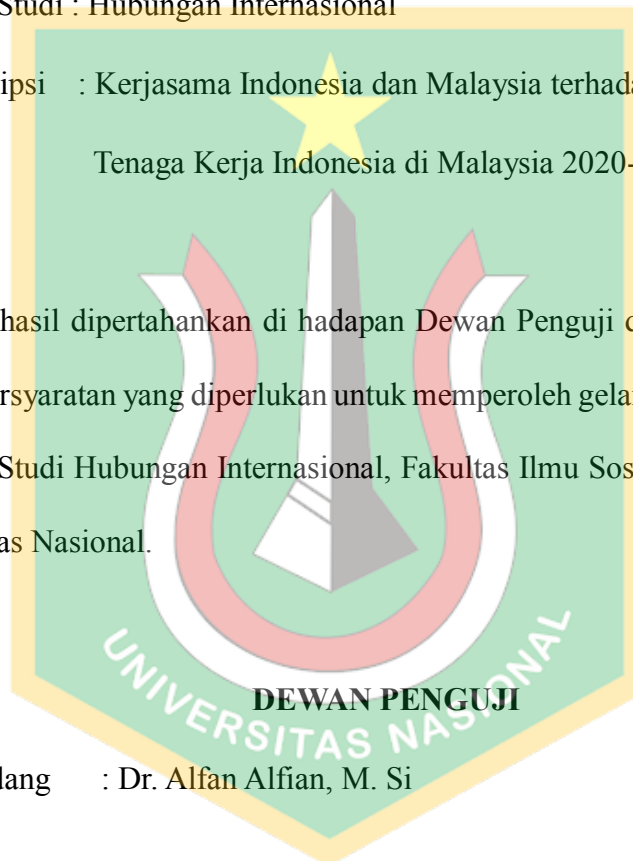 Studi : Hubungan Internasional
ipsi : Kerjasama Indonesia dan Malaysia terhada
Tenaga Kerja Indonesia di Malaysia 2020-
hasil dipertahankan di hadapan Dewan Penguji d
rsyaratan yang diperlukan untuk memperoleh gelar
Studi Hubungan Internasional, Fakultas Ilmu Sos
as Nasional.
UNIVERSITAS NASIONAL
DEWAN PENGUJI
dang : Dr. Alfan Alfian, M. Si